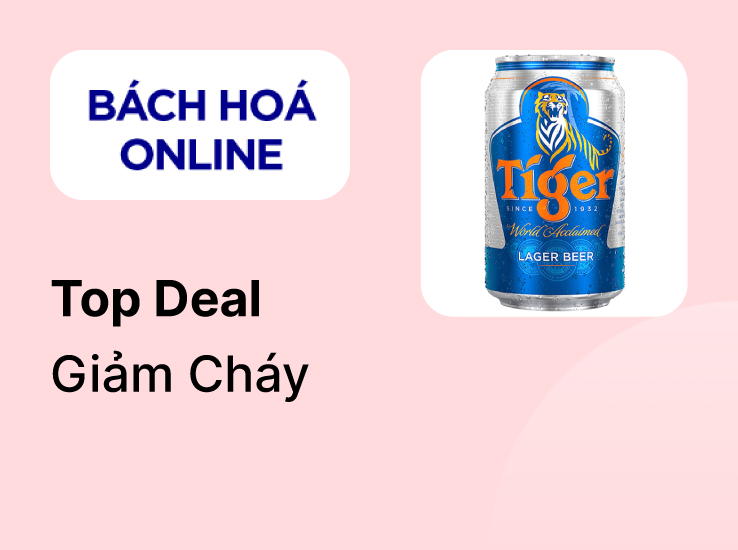 BÁCH HOÁ
ONLINE
Top Deal
Giảm Cháy
Tiger
SINCE 1932
World Acclaimed
LAGER BEER